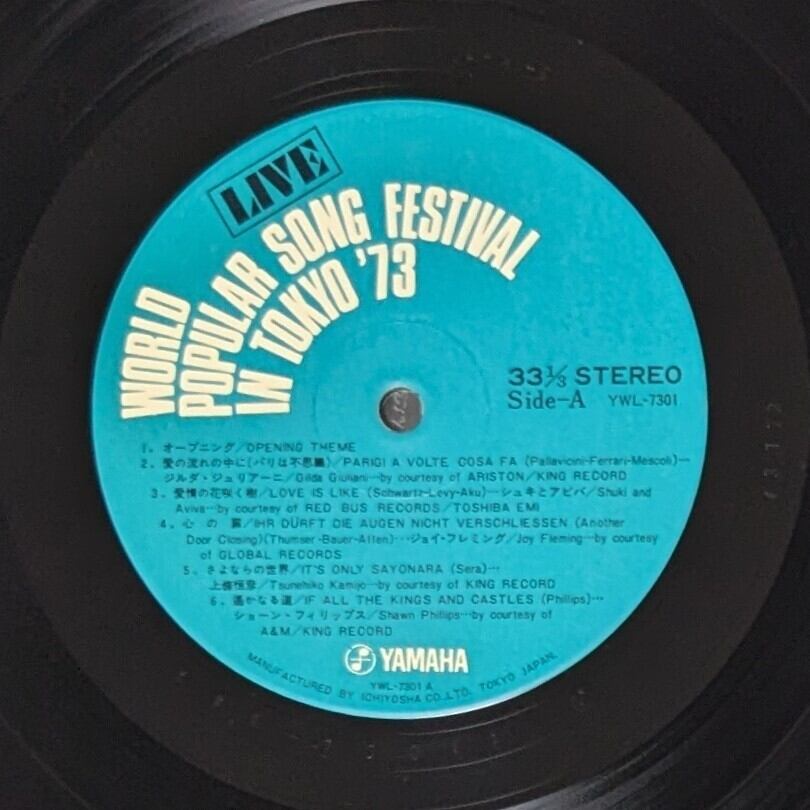 LIVE
WORLD
POPULAR SONG FESTIVAL
IN TOKYO '73
33⅓ STEREO
Side-A YWL-7301
1. オープニング/OPENING THEME
2. 愛の流れの中に(パリは不思議)/PARIGI A VOLTE COSA FA (Pallavicini-Ferrari-Mescoli)…
ジルダ・ジュリアーニ/Gilda Giuliani…by courtesy of ARISTON/KING RECORD
3. 愛情の花咲く樹/LOVE IS LIKE (Schwartz-Levy-Aku)…シュキとアビバ/Shuki and
Aviva…by courtesy of RED BUS RECORDS/TOSHIBA EMI
4. 心の扉/IHR DÜRFT DIE AUGEN NICHT VERSCHLIESSEN (Another
Door Closing)(Thumser-Bauer-Allen)…ジョイ・フレミング/Joy Fleming…by courtesy
of GLOBAL RECORDS
5. さよならの世界/IT'S ONLY SAYONARA (Sera)…
上條恒彦/Tsunehiko Kamijo…by courtesy of KING RECORD
6. 遥かなる道/IF ALL THE KINGS AND CASTLES (Phillips)…
ショーン・フィリップス/Shawn Phillips…by courtesy of
A&M/KING RECORD
YAMAHA
YWL-7301 A
MANUFACTURED BY ICHIYOSHA CO.,LTD. TOKYO JAPAN.